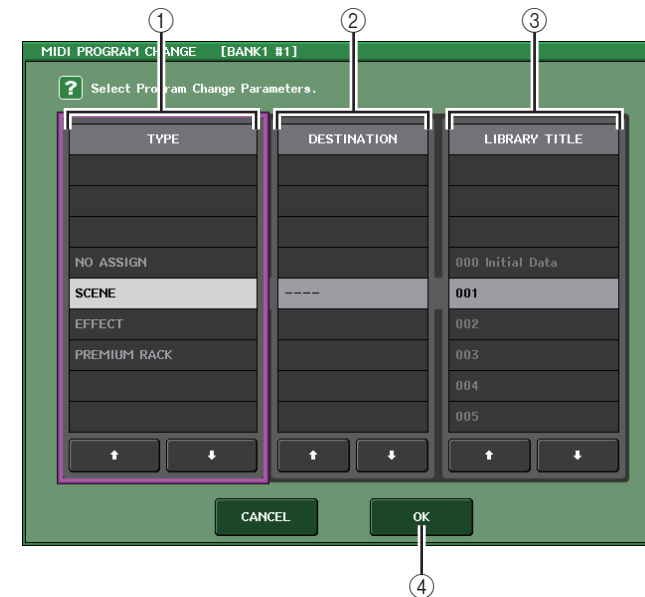 ① ② ③
MIDI PROGRAM CHANGE [BANK1 #1]
? Select Program Change Parameters.
TYPE DESTINATION LIBRARY TITLE
NO ASSIGN 000 Initial Data
SCENE ---- 001
EFFECT 002
PREMIUM RACK 003
004
005
CANCEL OK
④